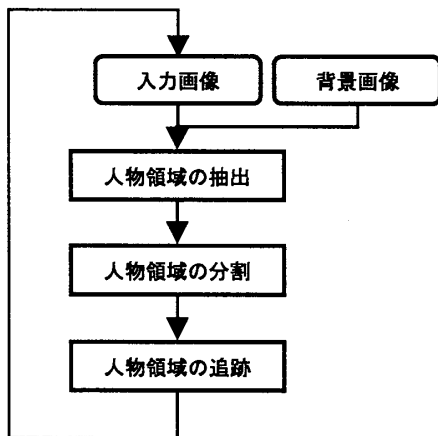 入力画像
背景画像
人物領域の抽出
人物領域の分割
人物領域の追跡